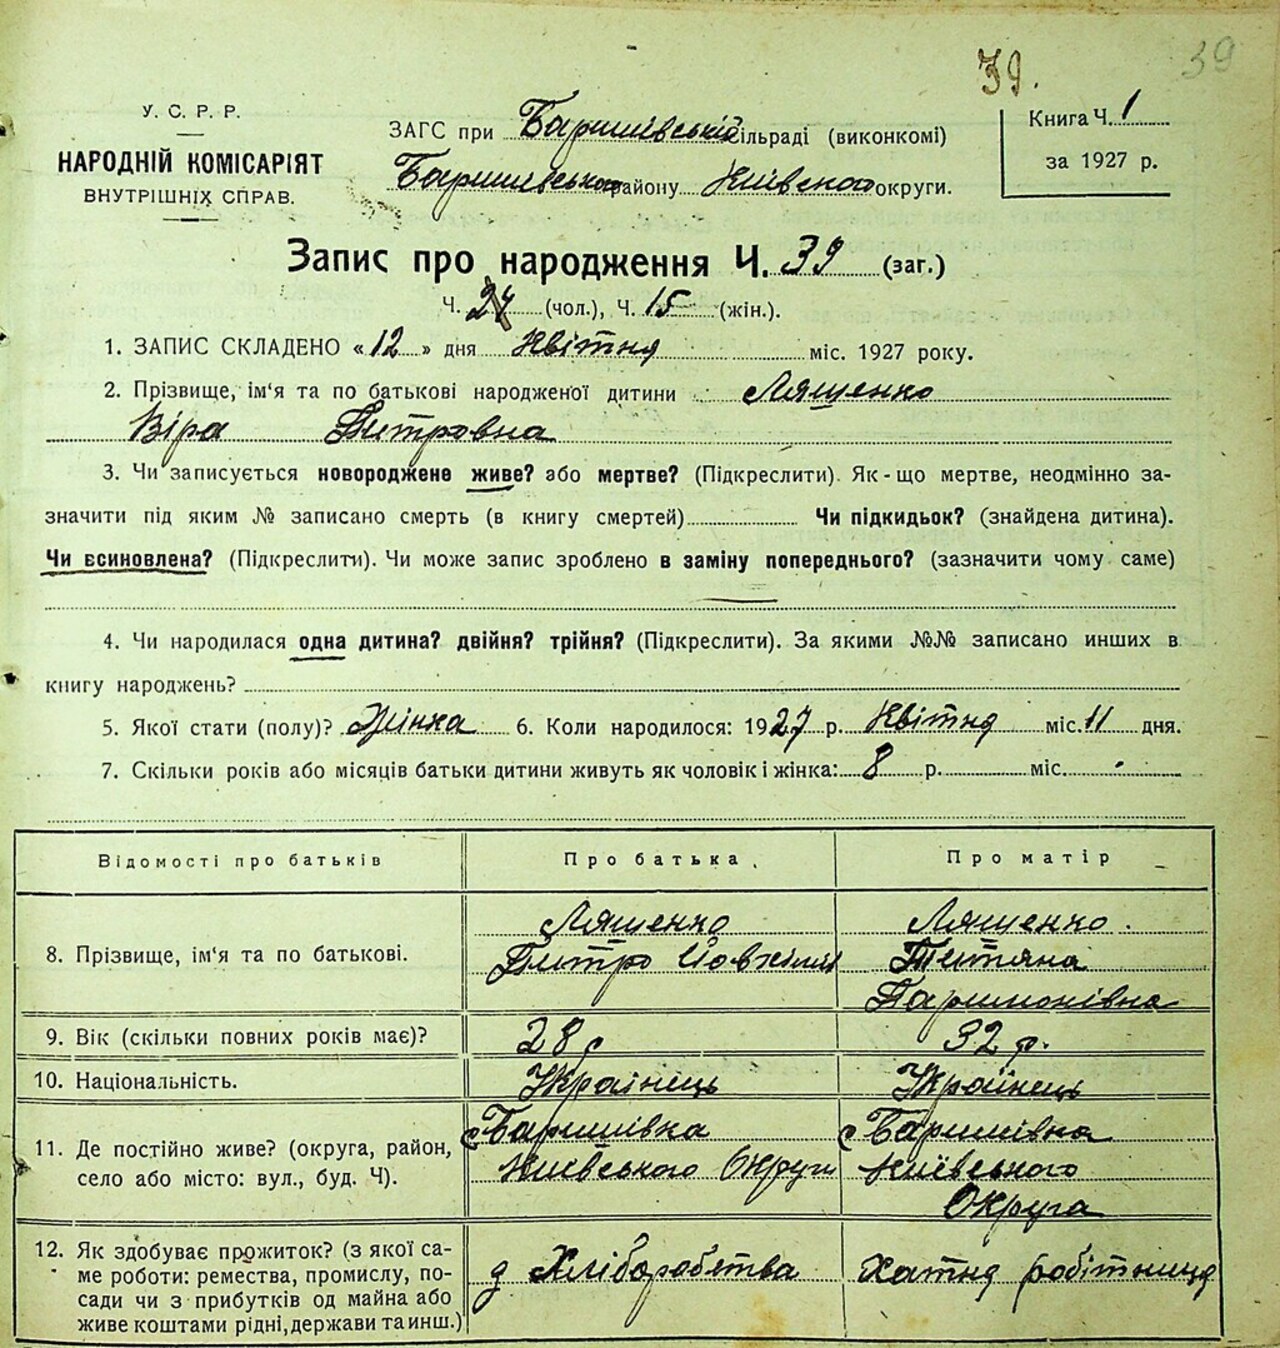 39.
39
У. С. Р. Р.
НАРОДНІЙ КОМІСАРІЯТ
ВНУТРІШНІХ СПРАВ.
ЗАГС при Баришівській сільраді (виконкомі)
Баришівського району Київского округи.
Книга Ч. 1
за 1927 р.
Запис про народження Ч. 39 (заг.)
Ч. 24 (чол.), Ч. 15 (жін.).
1. ЗАПИС СКЛАДЕНО «12» дня Квітня міс. 1927 року.
2. Прізвище, ім'я та по батькові народженої дитини Лященко
Віра Дитровна
3. Чи записується новороджене живе? або мертве? (Підкреслити). Як-що мертве, неодмінно за-
значити під яким № записано смерть (в книгу смертей) Чи підкидьок? (знайдена дитина).
Чи всиновлена? (Підкреслити). Чи може запис зроблено в заміну попереднього? (зазначити чому саме)
4. Чи народилася одна дитина? двійня? трійня? (Підкреслити). За якими №№ записано инших в
книгу народжень?
5. Якої стати (полу)? Жінка 6. Коли народилося: 1927 р. Квітня міс. 11 дня.
7. Скільки років або місяців батьки дитини живуть як чоловік і жінка: 8 р. міс.
Відомості про батьків Про батька Про матір
8. Прізвище, ім'я та по батькові.
Лященко
Дитро
Лященко
Тетяна
Паримонівна
9. Вік (скільки повних років має)? 28 р 32 р.
10. Національність. Українець Українець
11. Де постійно живе? (округа, район,
село або місто: вул., буд. Ч).
с Баришівка
Київського Округи
с Баришівка
Київського
Округа
12. Як здобуває прожиток? (з якої са-
ме роботи: ремества, промислу, по-
сади чи з прибутків од майна або
живе коштами рідні, держави та инш.)
Хліборобства
Хатня робітниця